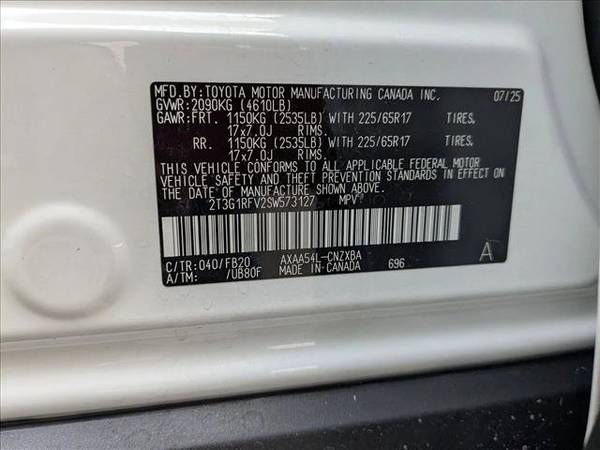 MFD.BY:TOYOTA MOTOR MANUFACTURING CANADA INC. 07/25
GVWR:2090KG (4610LB)
GAWR:FRT. 1150KG (2535LB) WITH 225/65R17 TIRES.
17x7.0J RIMS.
RR. 1150KG (2535LB) WITH 225/65R17 TIRES.
17x7.0J RIMS.
THIS VEHICLE CONFORMS TO ALL APPLICABLE FEDERAL MOTOR
VEHICLE SAFETY AND THEFT PREVENTION STANDARDS IN EFFECT
ON THE DATE OF MANUFACTURE SHOWN ABOVE.
2T3G1RFV2SW573127 MPV
C/TR:040/FB20 AXAA54L-CNZXBA A
A/TM: /UB80F MADE IN CANADA 696